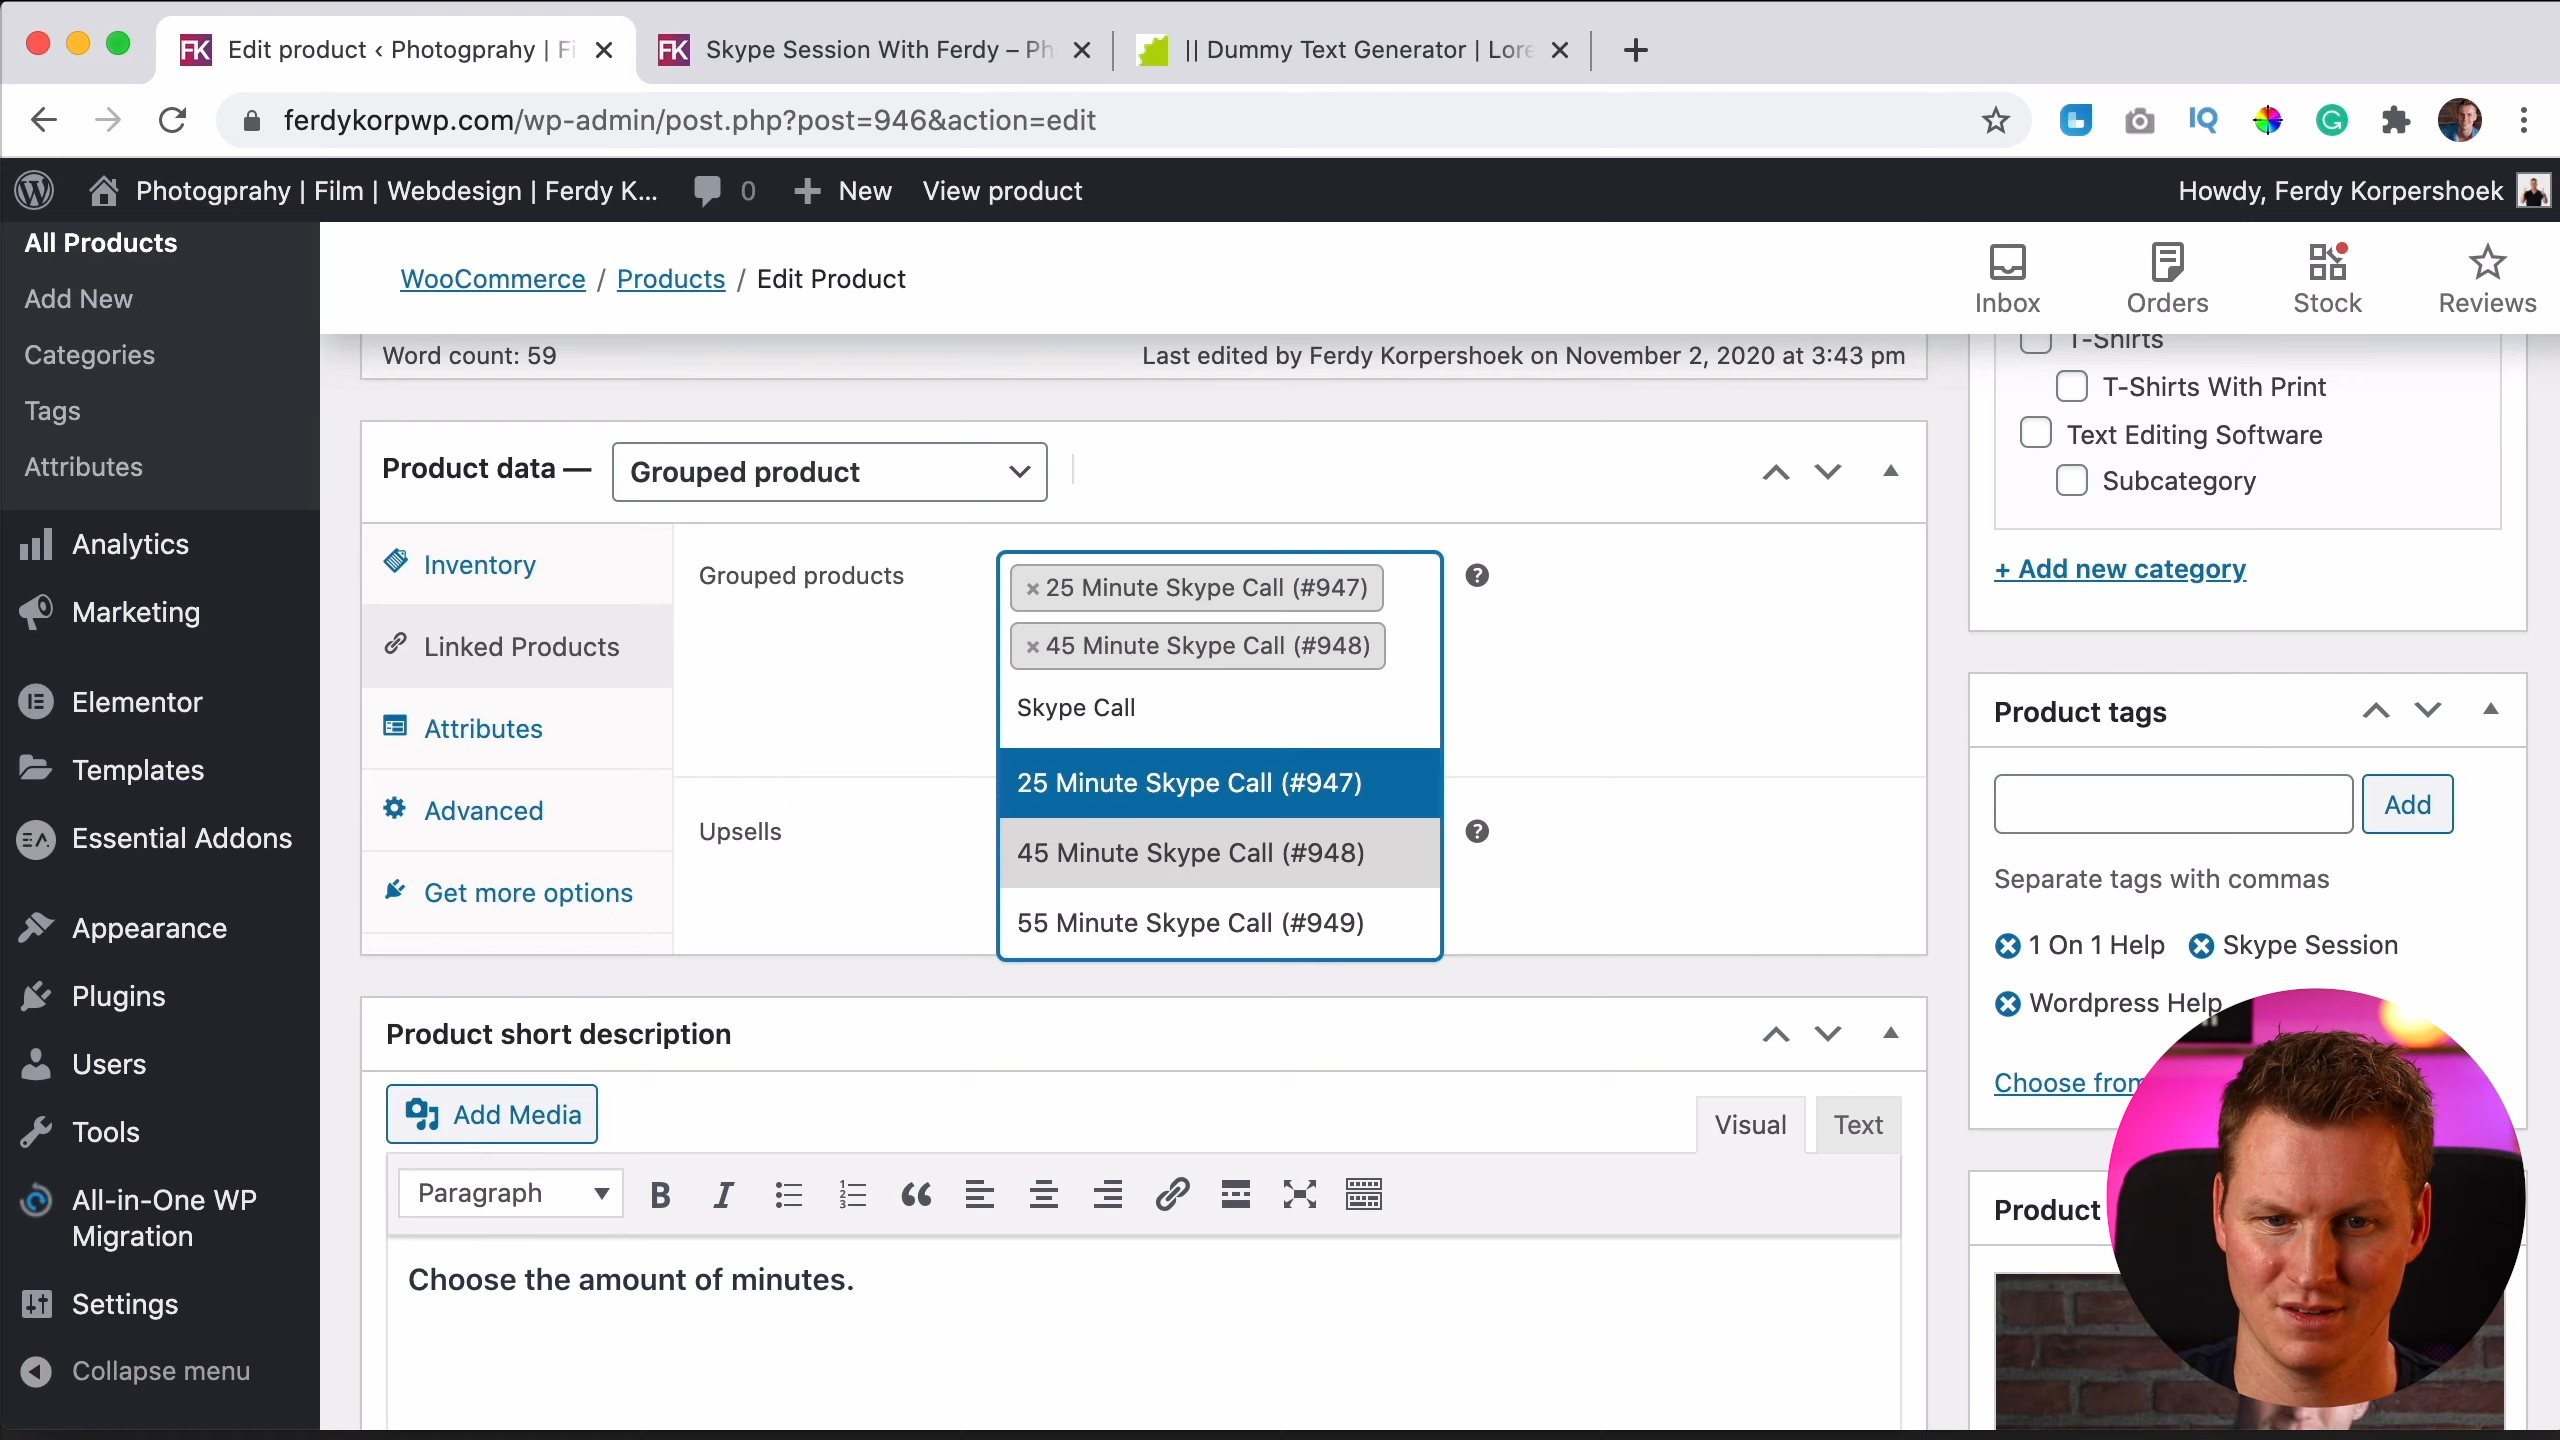 FK Edit product ‹ Photogprahy | Fi
FK Skype Session With Ferdy – Ph
|| Dummy Text Generator | Lore
ferdykorpwp.com/wp-admin/post.php?post=946&action=edit
IQ
Photogprahy | Film | Webdesign | Ferdy K...
0
New
View product
Howdy, Ferdy Korpershoek
All Products
Add New
Categories
Tags
Attributes
Analytics
Marketing
Elementor
Templates
Essential Addons
Appearance
Plugins
Users
Tools
All-in-One WP
Migration
Settings
Collapse menu
WooCommerce / Products / Edit Product
Inbox
Orders
Stock
Reviews
Word count: 59
Last edited by Ferdy Korpershoek on November 2, 2020 at 3:43 pm
Product data —
Grouped product
Inventory
Linked Products
Attributes
Advanced
Get more options
Grouped products
× 25 Minute Skype Call (#947)
× 45 Minute Skype Call (#948)
Skype Call
25 Minute Skype Call (#947)
45 Minute Skype Call (#948)
55 Minute Skype Call (#949)
Upsells
Product short description
Add Media
Visual
Text
Paragraph
Choose the amount of minutes.
T-Shirts
T-Shirts With Print
Text Editing Software
Subcategory
+ Add new category
Product tags
Add
Separate tags with commas
1 On 1 Help
Skype Session
Wordpress Help
Choose from
Product